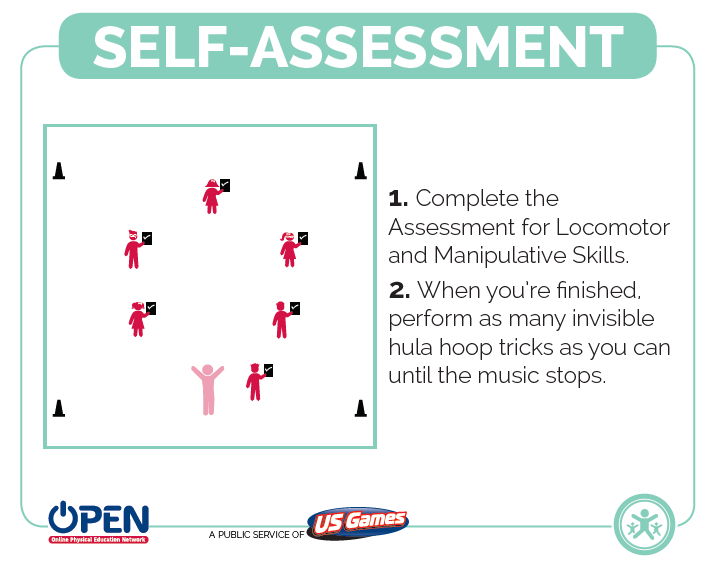 SELF-ASSESSMENT
1. Complete the
Assessment for Locomotor
and Manipulative Skills.
2. When you're finished,
perform as many invisible
hula hoop tricks as you can
until the music stops.
OPEN
Online Physical Education Network
A PUBLIC SERVICE OF
US Games